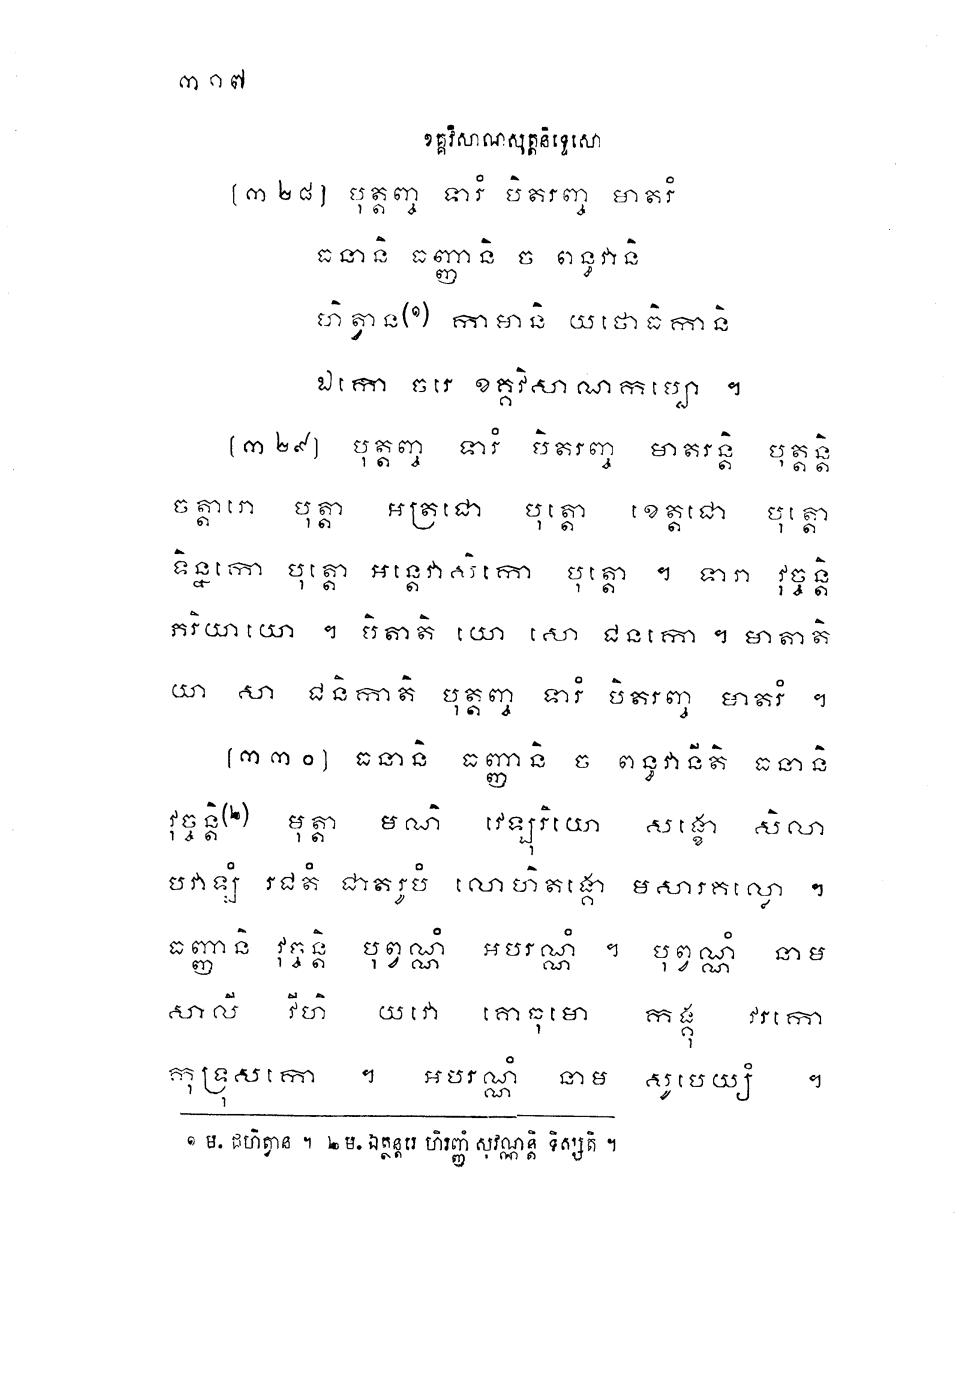 ៣១៧
ខគ្គវិសាណសុត្តនិទ្ទេសោ
[៣២៨] បុត្តញ្ច ទារំ បិតរញ្ច មាតរំ
ធនានិ ធញ្ញានិ ច ពន្ធវានិ
ហិត្វាន(១) កាមានិ យថោធិកានិ
ឯកោ ចរេ ខគ្គវិសាណកប្បោ ។
[៣២៩] បុត្តញ្ច ទារំ បិតរញ្ច មាតរន្តិ បុត្តន្តិ
ចត្តារោ បុត្តា អត្រជោ បុត្តោ ខេត្តជោ បុត្តោ
ទិន្នកោ បុត្តោ អន្តេវាសិកោ បុត្តោ ។ ទារា វុច្ចន្តិ
ភរិយាយោ ។ បិតាតិ យោ សោ ជនកោ ។ មាតាតិ
យា សា ជនិកាតិ បុត្តញ្ច ទារំ បិតរញ្ច មាតរំ ។
[៣៣០] ធនានិ ធញ្ញានិ ច ពន្ធវានីតិ ធនានិ
វុច្ចន្តិ(២) មុត្តា មណិ វេឡុរិយោ សង្ខោ សិលា
បវាឡំ រជតំ ជាតរូបំ លោហិតង្កោ មសារគល្លោ ។
ធញ្ញានិ វុច្ចន្តិ បុព្វណ្ណំ អបរណ្ណំ ។ បុព្វណ្ណំ នាម
សាលី វីហិ យវោ គោធុមោ កង្គុ វរកោ
កុទ្រុសកោ ។ អបរណ្ណំ នាម សូបេយ្យំ ។
១ ម. ជហិត្វាន ។ ២ ម. ឯត្ថន្តរេ ហិរញ្ញំ សុវណ្ណន្តិ ទិស្សតិ ។